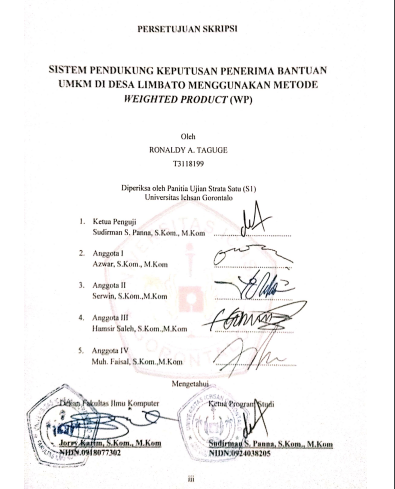 PERSETUJUAN SKRIPSI
SISTEM PENDUKUNG KEPUTUSAN PENERIMA BANTUAN
UMKM DI DESA LIMBATO MENGGUNAKAN METODE
WEIGHTED PRODUCT (WP)
Oleh
RONALDY A. TAGUGE
T3118199
Diperiksa oleh Panitia Ujian Strata Satu (S1)
Universitas Ichsan Gorontalo
1. Ketua Penguji
Sudirman S. Panna, S.Kom., M.Kom
2. Anggota I
Azwar, S.Kom., M.Kom
3. Anggota II
Serwin, S.Kom.,M.Kom
4. Anggota III
Hamsir Saleh, S.Kom.,M.Kom
5. Anggota IV
Muh. Faisal, S.Kom.,M.Kom
Mengetahui
Dekan Fakultas Ilmu Komputer Ketua Program Studi
Jorry Karim, S.Kom., M.Kom Sudirman S. Panna, S.Kom., M.Kom
NIDN.0918077302 NIDN.0924038205
iii